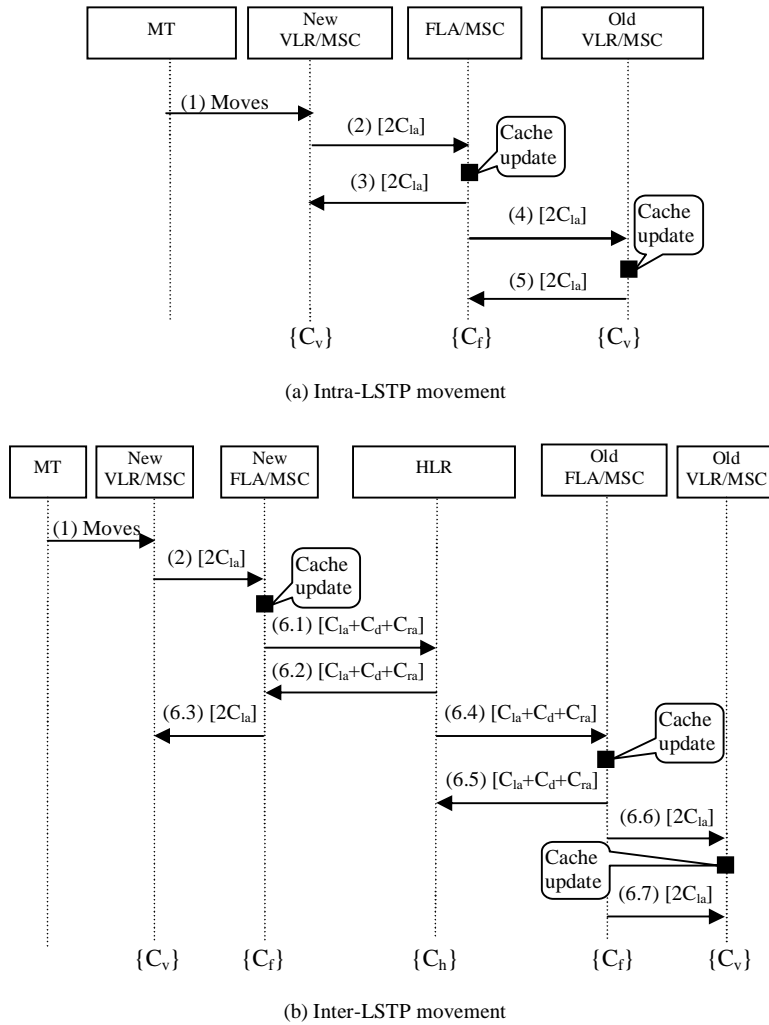 MT
New
VLR/MSC
FLA/MSC
Old
VLR/MSC
(1) Moves
(2) [2C_la]
Cache
update
(3) [2C_la]
(4) [2C_la]
Cache
update
(5) [2C_la]
{C_v}
{C_f}
{C_v}
(a) Intra-LSTP movement
MT
New
VLR/MSC
New
FLA/MSC
HLR
Old
FLA/MSC
Old
VLR/MSC
(1) Moves
(2) [2C_la]
Cache
update
(6.1) [C_la+C_d+C_ra]
(6.2) [C_la+C_d+C_ra]
(6.3) [2C_la]
(6.4) [C_la+C_d+C_ra]
Cache
update
(6.5) [C_la+C_d+C_ra]
(6.6) [2C_la]
Cache
update
(6.7) [2C_la]
{C_v}
{C_f}
{C_h}
{C_f}
{C_v}
(b) Inter-LSTP movement